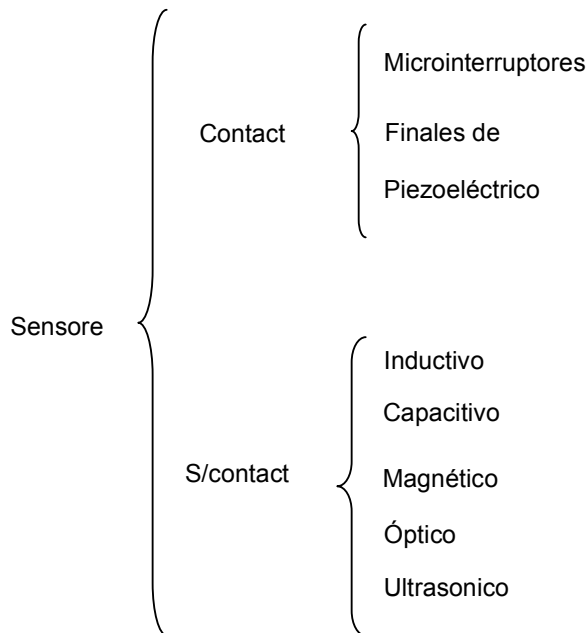 Sensore
Contact
Microinterruptores
Finales de
Piezoeléctrico
S/contact
Inductivo
Capacitivo
Magnético
Óptico
Ultrasonico